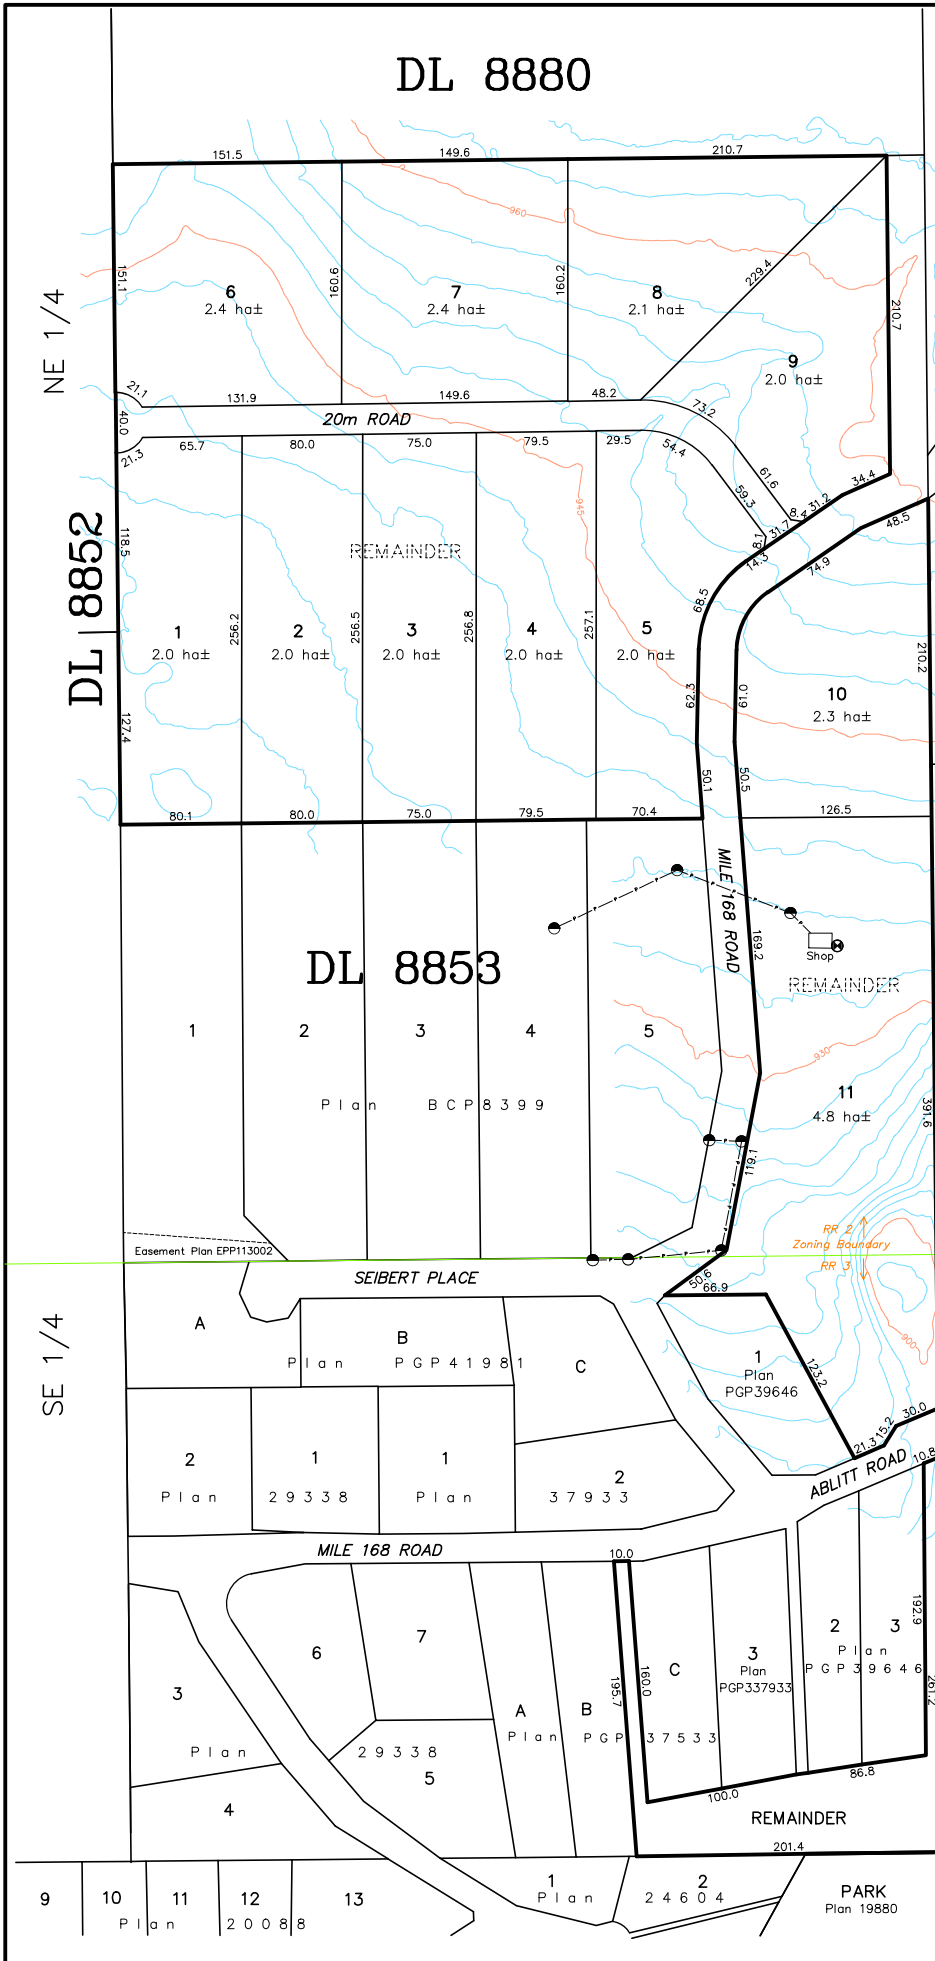 DL 8880
151.5
149.6
210.7
960
NE 1/4
151.1
6
2.4 ha±
160.6
7
2.4 ha±
160.2
8
2.1 ha±
229.4
210.7
9
2.0 ha±
21.1
131.9
149.6
48.2
73.2
40.0
20m ROAD
21.3
65.7
80.0
75.0
79.5
29.5
54.4
61.6
59.3
8.4
31.2
34.4
31.7
8.1
14.3
48.5
74.9
945
DL 8852
118.5
REMAINDER
68.5
1
2.0 ha±
256.2
2
2.0 ha±
256.5
3
2.0 ha±
256.8
4
2.0 ha±
257.1
5
2.0 ha±
210.2
62.3
61.0
10
2.3 ha±
127.4
50.1
50.5
80.1
80.0
75.0
79.5
70.4
126.5
MILE 168 ROAD
169.2
Shop
DL 8853
REMAINDER
1
2
3
4
5
930
Plan BCP8399
11
4.8 ha±
391.6
119.1
RR 2
Zoning Boundary
RR 3
Easement Plan EPP113002
SEIBERT PLACE
50.6
66.9
SE 1/4
A
B
Plan PGP41981
C
900
1
Plan
PGP39646
123.2
21.3
15.2
30.0
10.8
ABLITT ROAD
2
Plan
1
29338
1
Plan
2
37933
MILE 168 ROAD
10.0
6
7
3
Plan
29338
5
4
A
Plan
B
PGP 37533
195.7
160.0
C
3
Plan
PGP337933
2
3
Plan
PGP39646
192.9
261.2
86.8
100.0
REMAINDER
201.4
9
10
11
12
13
Plan 20088
1
Plan
2
24604
PARK
Plan 19880